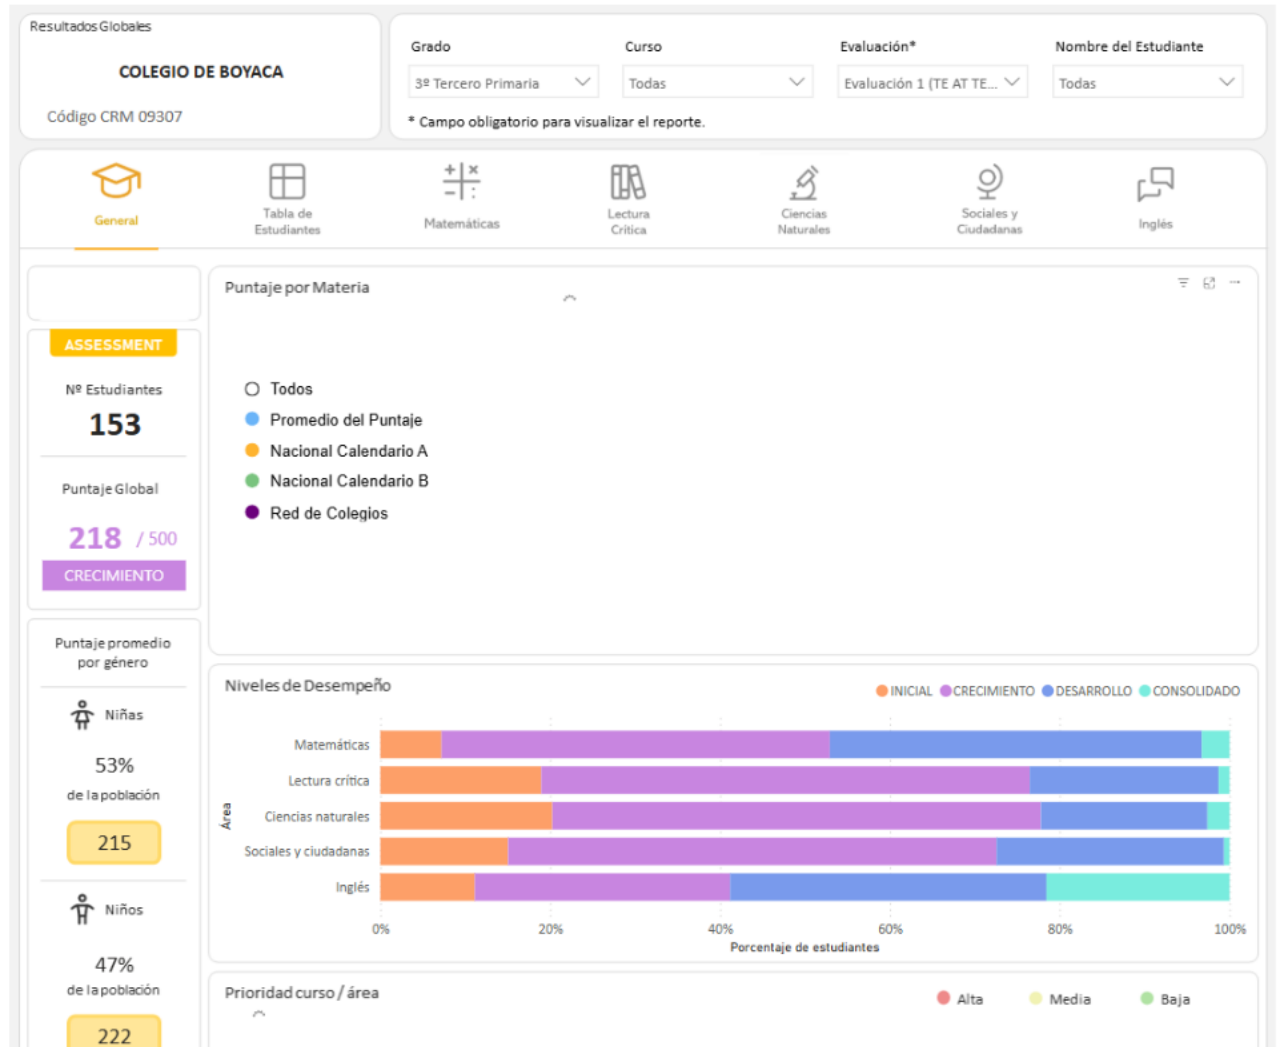 Resultados Globales
COLEGIO DE BOYACA
Código CRM 09307
Grado
Curso
Evaluación*
Nombre del Estudiante
3º Tercero Primaria
Todas
Evaluación 1 (TE AT TE...
Todas
* Campo obligatorio para visualizar el reporte.
General
Tabla de
Estudiantes
Matemáticas
Lectura
Crítica
Ciencias
Naturales
Sociales y
Ciudadanas
Inglés
ASSESSMENT
Nº Estudiantes
153
Puntaje Global
218 / 500
CRECIMIENTO
Puntaje promedio
por género
Niñas
53%
de la población
215
Niños
47%
de la población
222
Puntaje por Materia
Todos
Promedio del Puntaje
Nacional Calendario A
Nacional Calendario B
Red de Colegios
Niveles de Desempeño
INICIAL CRECIMIENTO DESARROLLO CONSOLIDADO
Área
Matemáticas
Lectura crítica
Ciencias naturales
Sociales y ciudadanas
Inglés
0% 20% 40% 60% 80% 100%
Porcentaje de estudiantes
Prioridad curso / área
Alta Media Baja